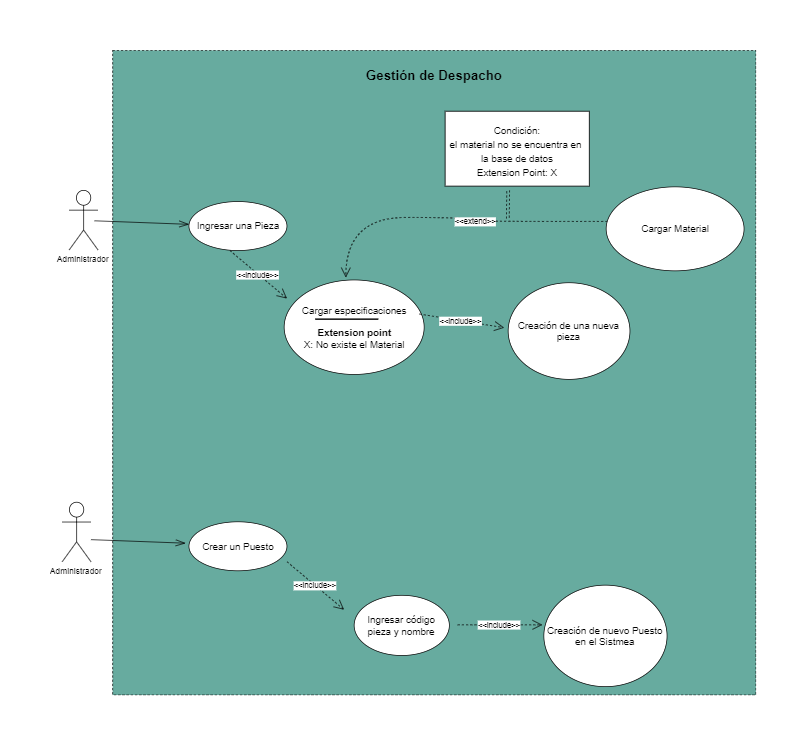 Gestión de Despacho
Condición:
el material no se encuentra en
la base de datos
Extension Point: X
<<extend>>
Cargar Material
Ingresar una Pieza
Administrador
<<include>>
Cargar especificaciones
Extension point
X: No existe el Material
<<include>>
Creación de una nueva
pieza
Crear un Puesto
Administrador
<<include>>
Ingresar código
pieza y nombre
<<include>>
Creación de nuevo Puesto
en el Sistmea